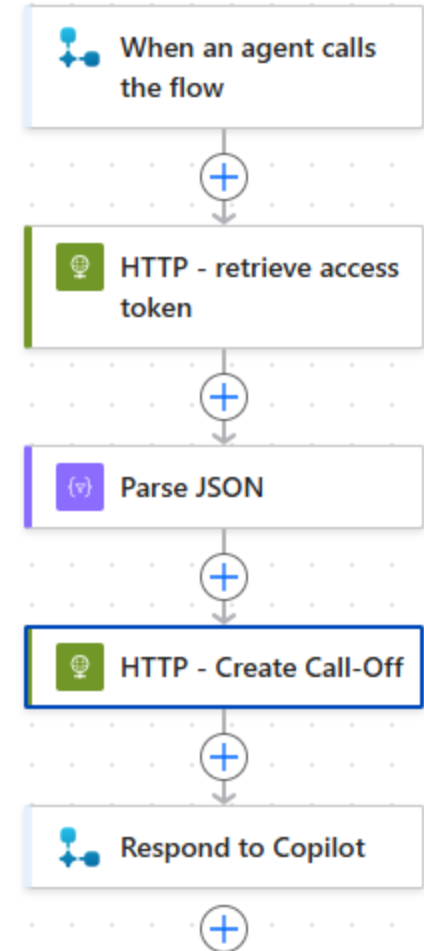 When an agent calls
the flow
HTTP - retrieve access
token
Parse JSON
HTTP - Create Call-Off
Respond to Copilot